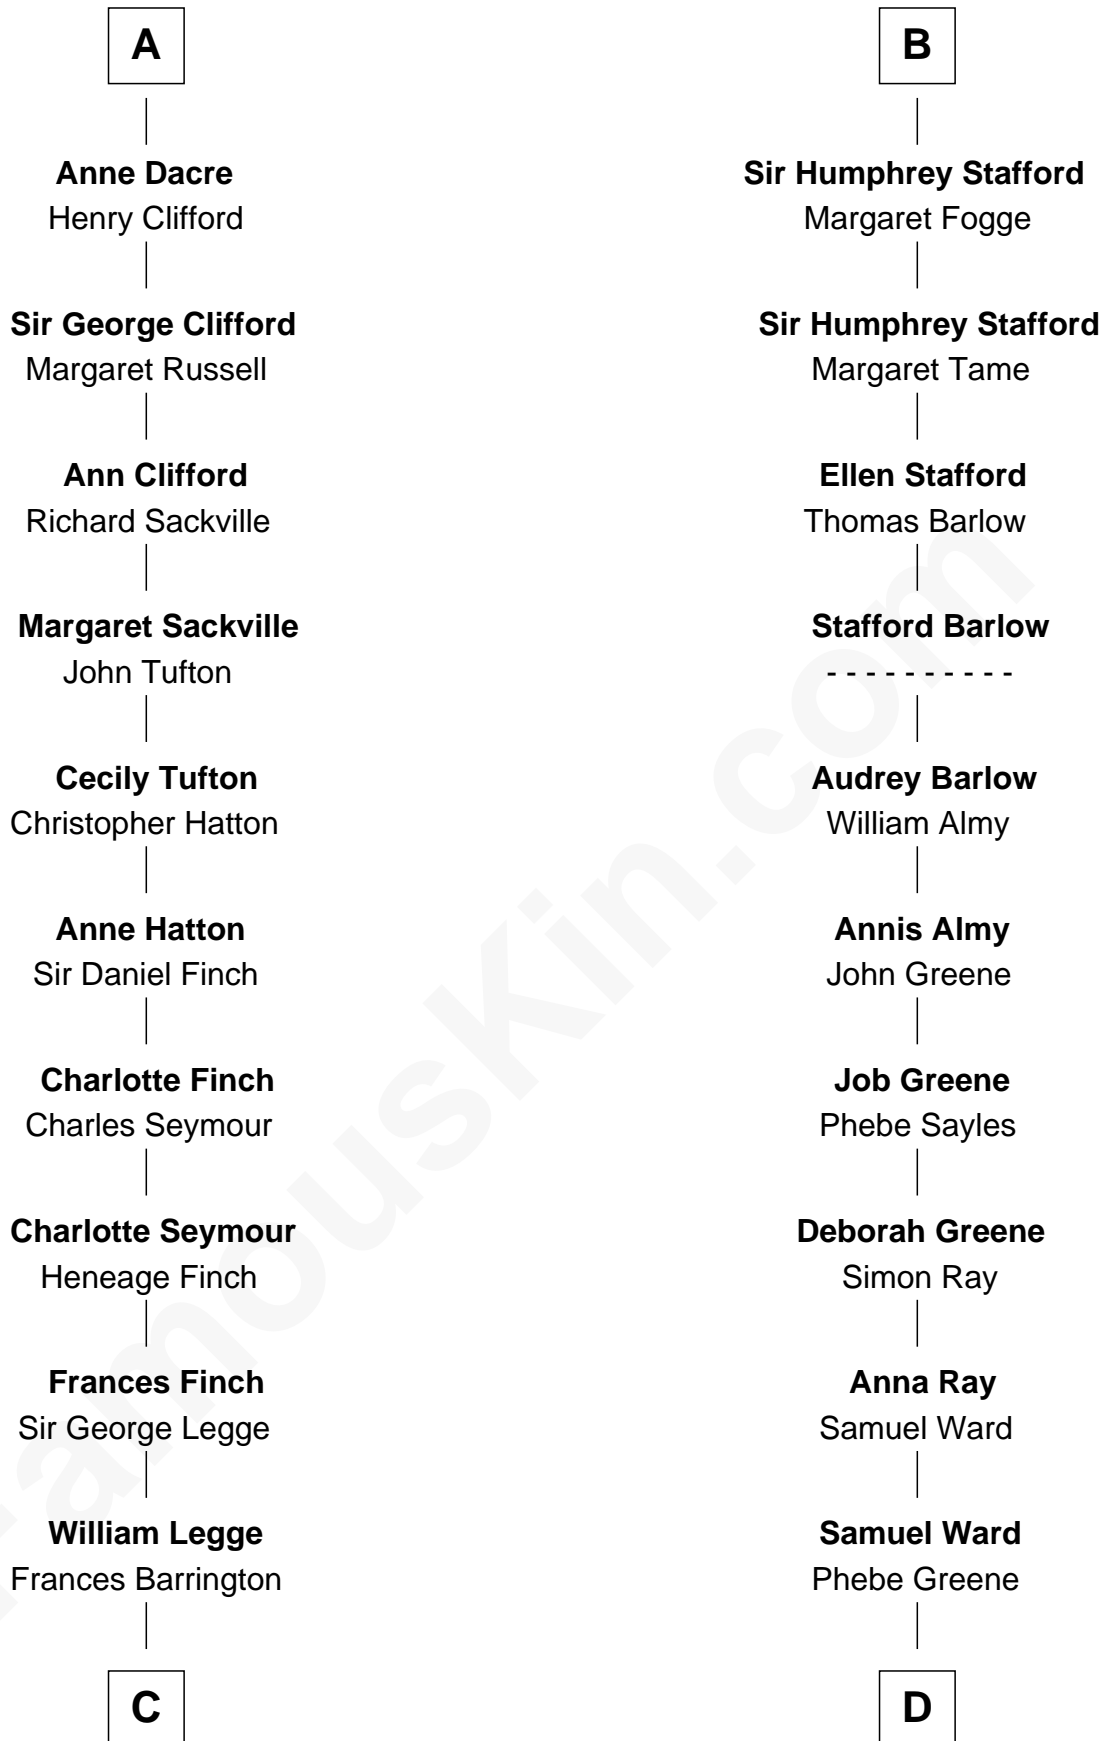 A
Anne Dacre
Henry Clifford
Sir George Clifford
Margaret Russell
Ann Clifford
Richard Sackville
Margaret Sackville
John Tufton
Cecily Tufton
Christopher Hatton
Anne Hatton
Sir Daniel Finch
Charlotte Finch
Charles Seymour
Charlotte Seymour
Heneage Finch
Frances Finch
Sir George Legge
William Legge
Frances Barrington
C
B
Sir Humphrey Stafford
Margaret Fogge
Sir Humphrey Stafford
Margaret Tame
Ellen Stafford
Thomas Barlow
Stafford Barlow
- - - - - - - - - -
Audrey Barlow
William Almy
Annis Almy
John Greene
Job Greene
Phebe Sayles
Deborah Greene
Simon Ray
Anna Ray
Samuel Ward
Samuel Ward
Phebe Greene
D
FamousKin.com